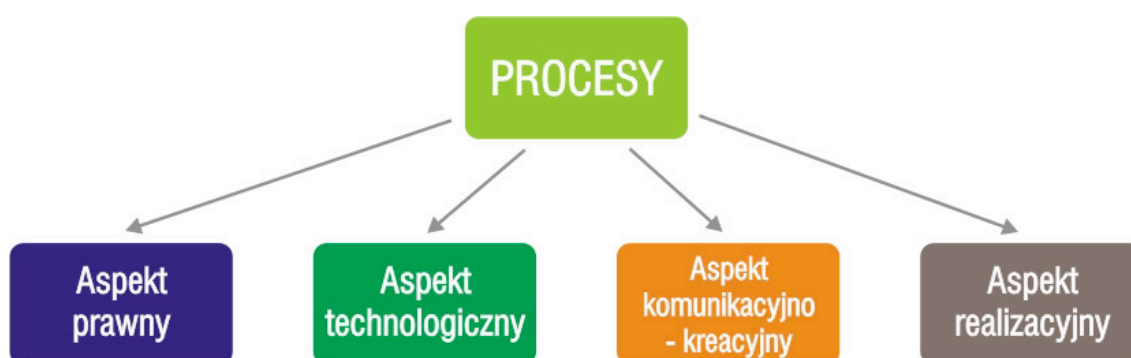 PROCESY
Aspekt
prawny
Aspekt
technologiczny
Aspekt
komunikacyjno
- kreacyjny
Aspekt
realizacyjny